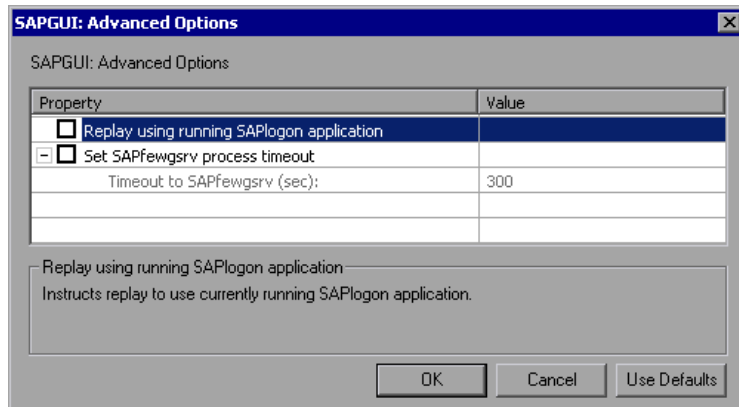 SAPGUI: Advanced Options
SAPGUI: Advanced Options
Property Value
Replay using running SAPlogon application
Set SAPfewgsrv process timeout
Timeout to SAPfewgsrv (sec): 300
Replay using running SAPlogon application
Instructs replay to use currently running SAPlogon application.
OK Cancel Use Defaults